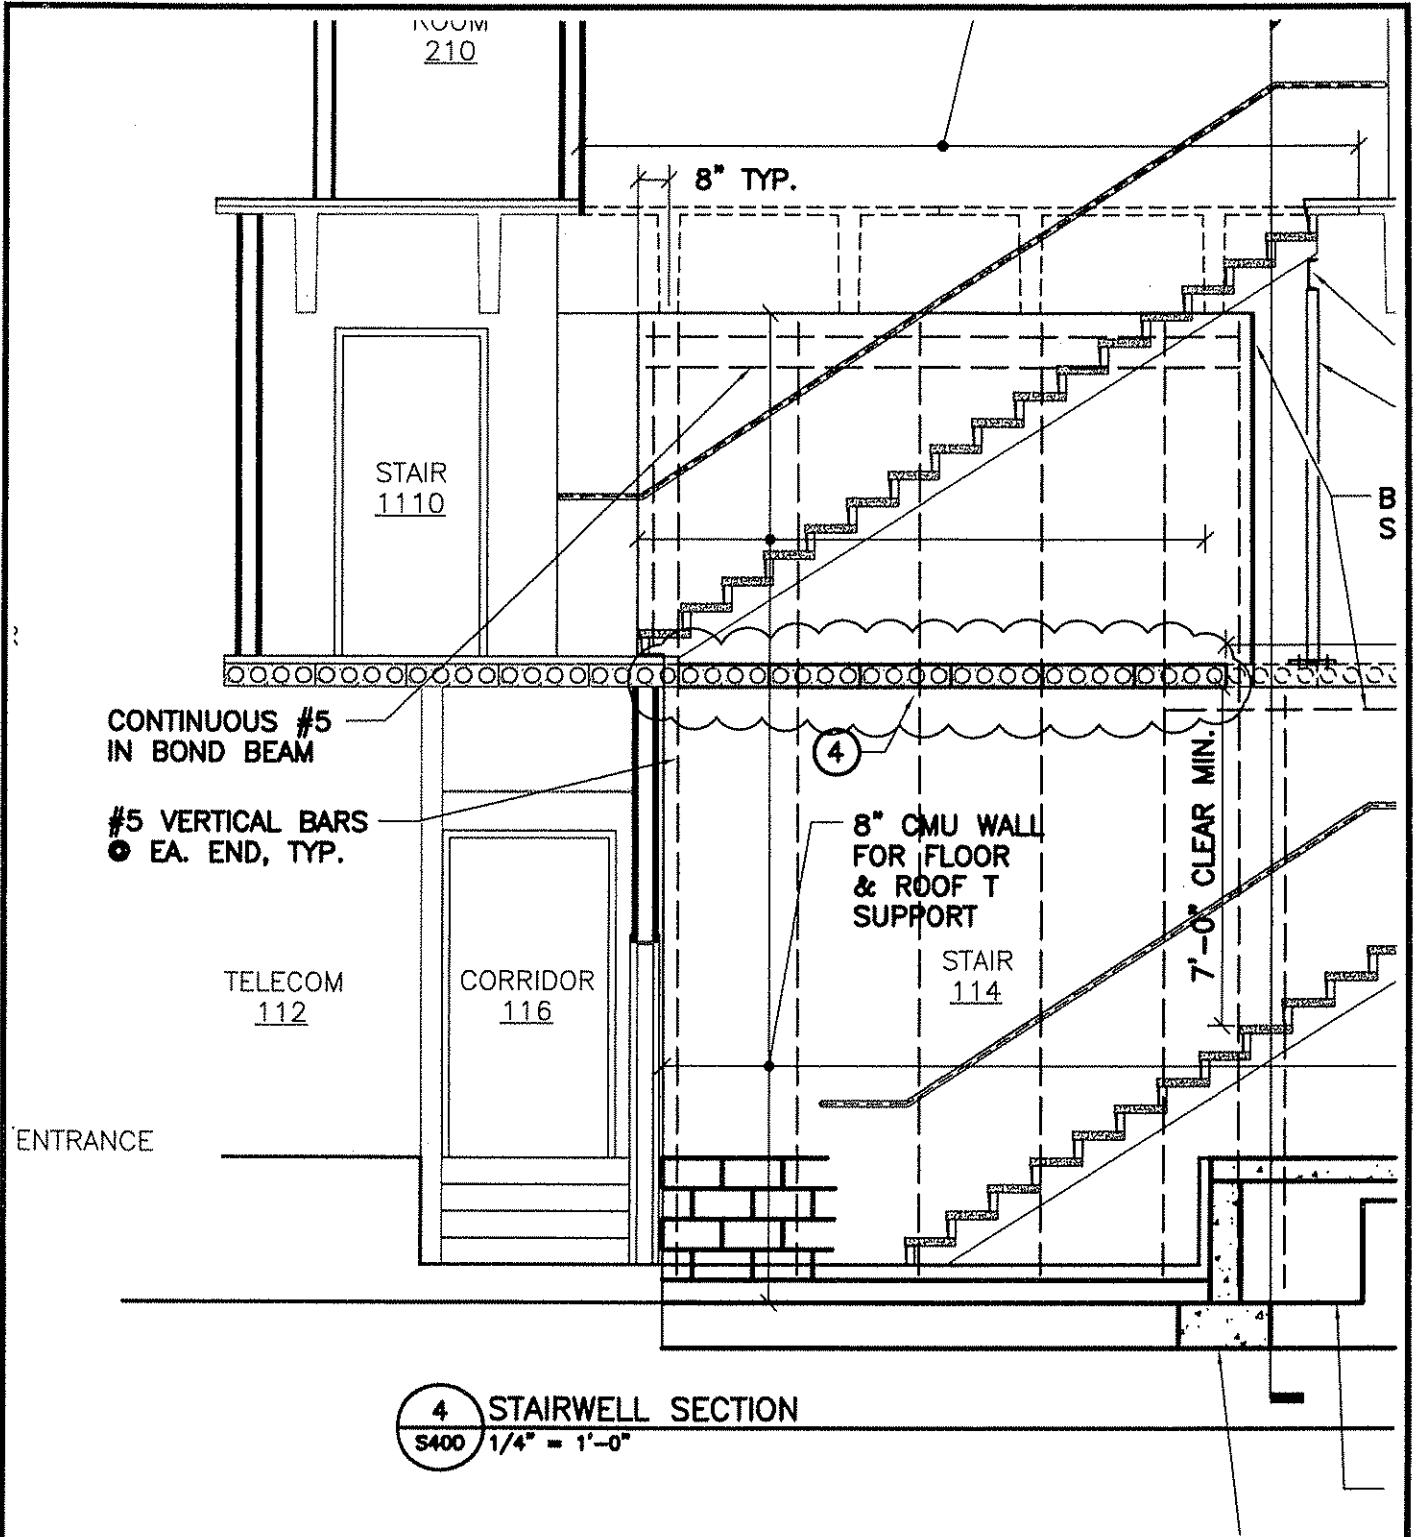 ROOM
210
8" TYP.
STAIR
1110
B
S
CONTINUOUS #5
IN BOND BEAM
4
#5 VERTICAL BARS
@ EA. END, TYP.
8" CMU WALL
FOR FLOOR
& ROOF T
SUPPORT
7'-0" CLEAR MIN.
TELECOM
112
CORRIDOR
116
STAIR
114
ENTRANCE
4
S400
STAIRWELL SECTION
1/4" = 1'-0"